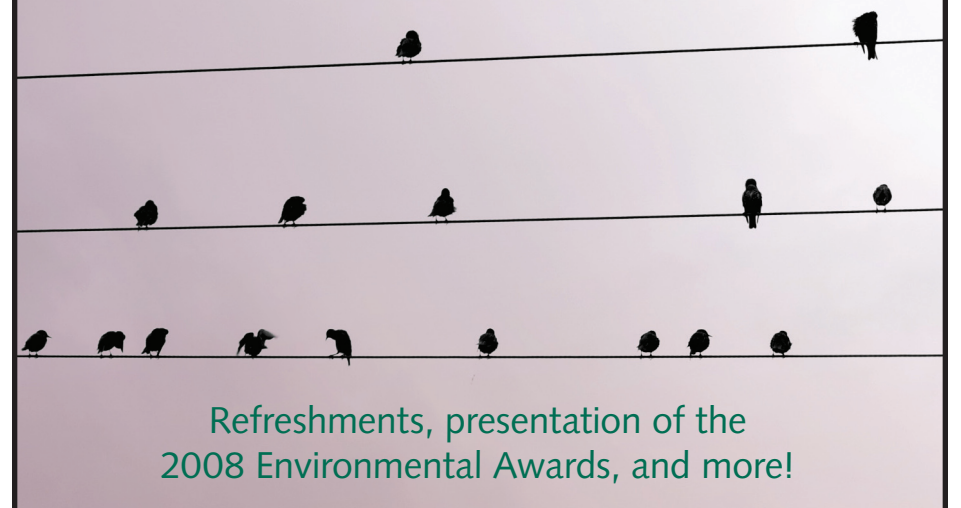 Refreshments, presentation of the
2008 Environmental Awards, and more!